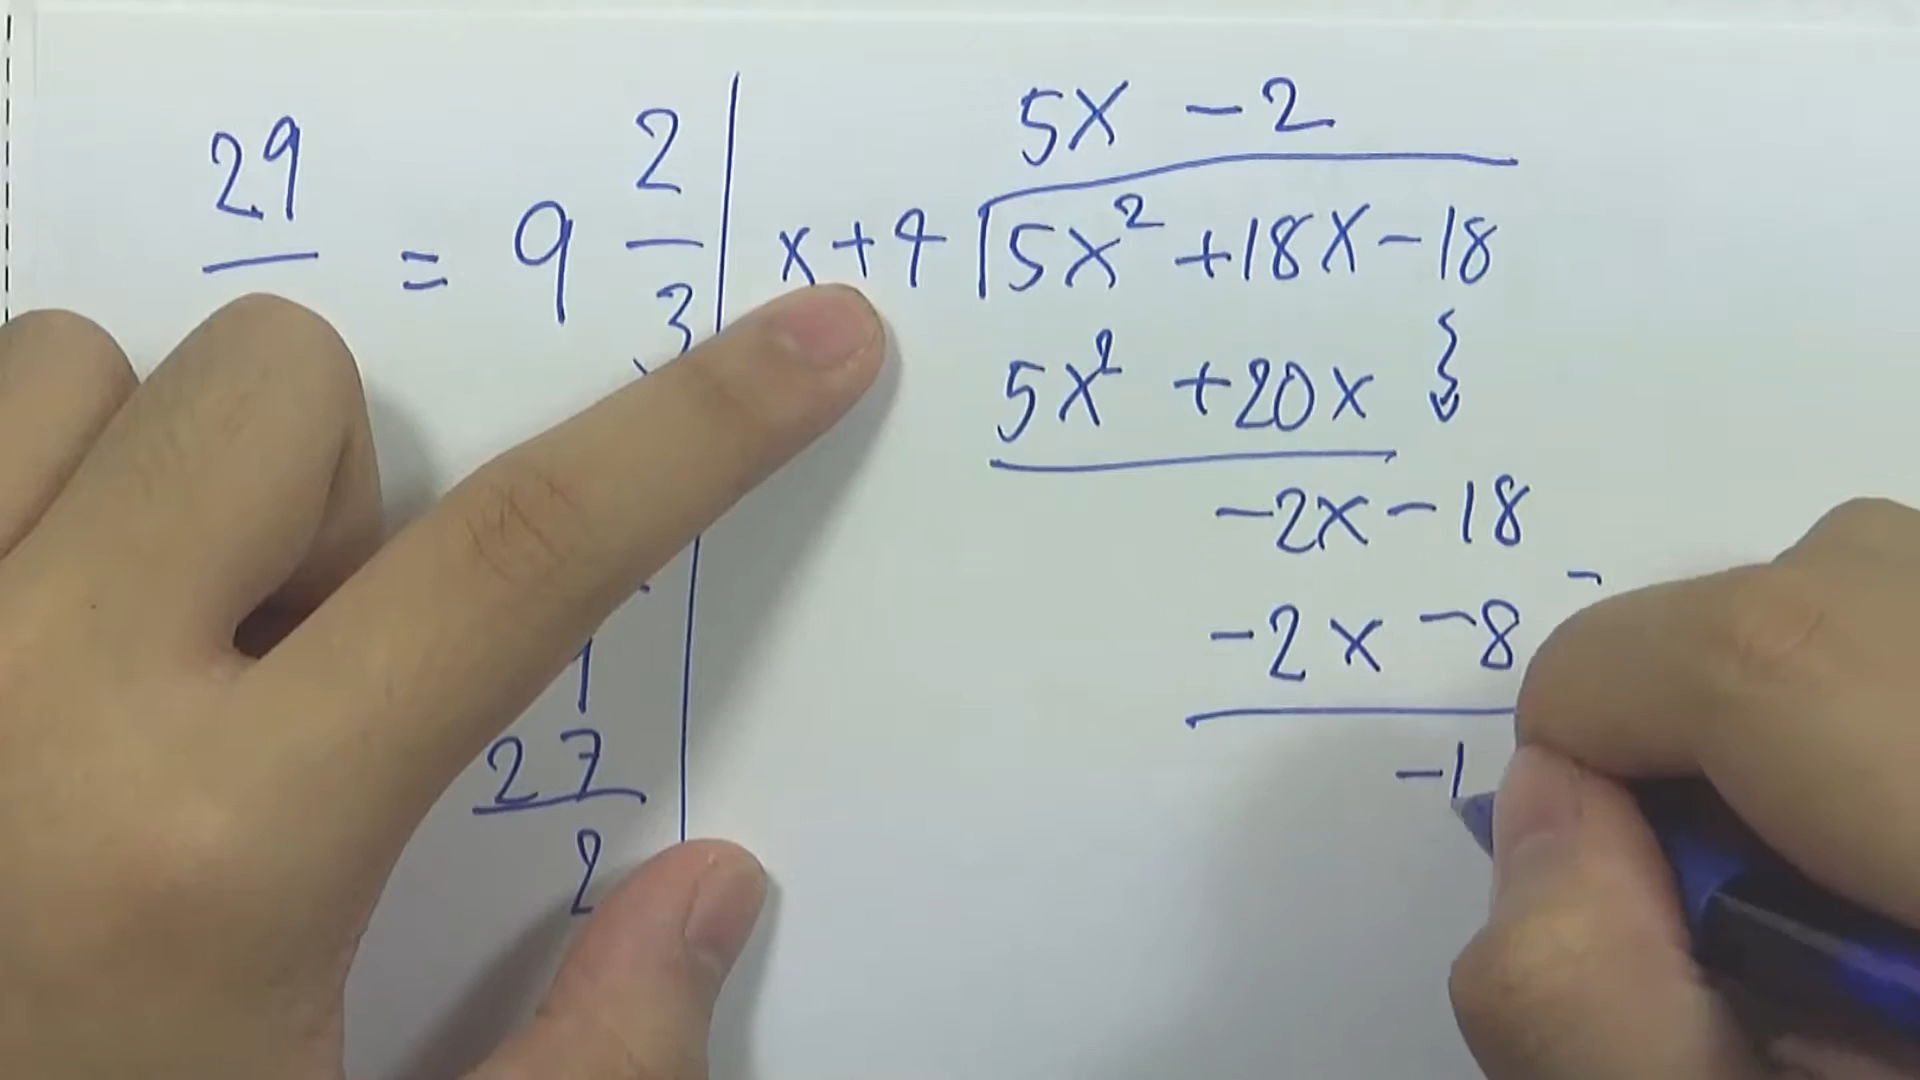 29 = 9 2/3
27
2
5x - 2
x+4 5x² +18x-18
5x² +20x
-2x-18
-
-2x -8
-1